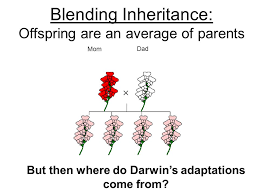 Blending Inheritance:
Offspring are an average of parents
Mom Dad
×
But then where do Darwin's adaptations
come from?